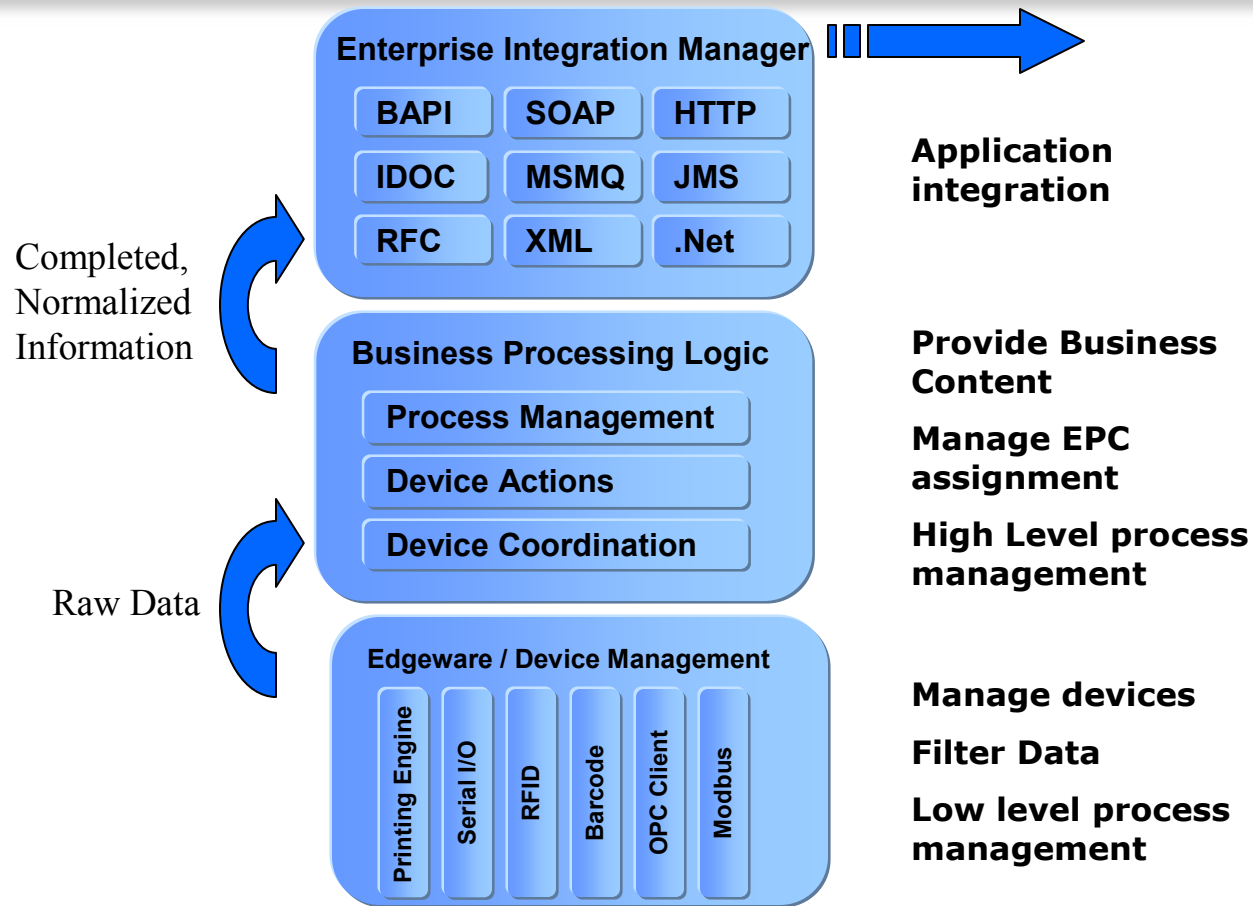 Enterprise Integration Manager
BAPI SOAP HTTP
IDOC MSMQ JMS
RFC XML .Net
Application
integration
Completed,
Normalized
Information
Business Processing Logic
Process Management
Device Actions
Device Coordination
Provide Business
Content
Manage EPC
assignment
High Level process
management
Raw Data
Edgeware / Device Management
Printing Engine
Serial I/O
RFID
Barcode
OPC Client
Modbus
Manage devices
Filter Data
Low level process
management